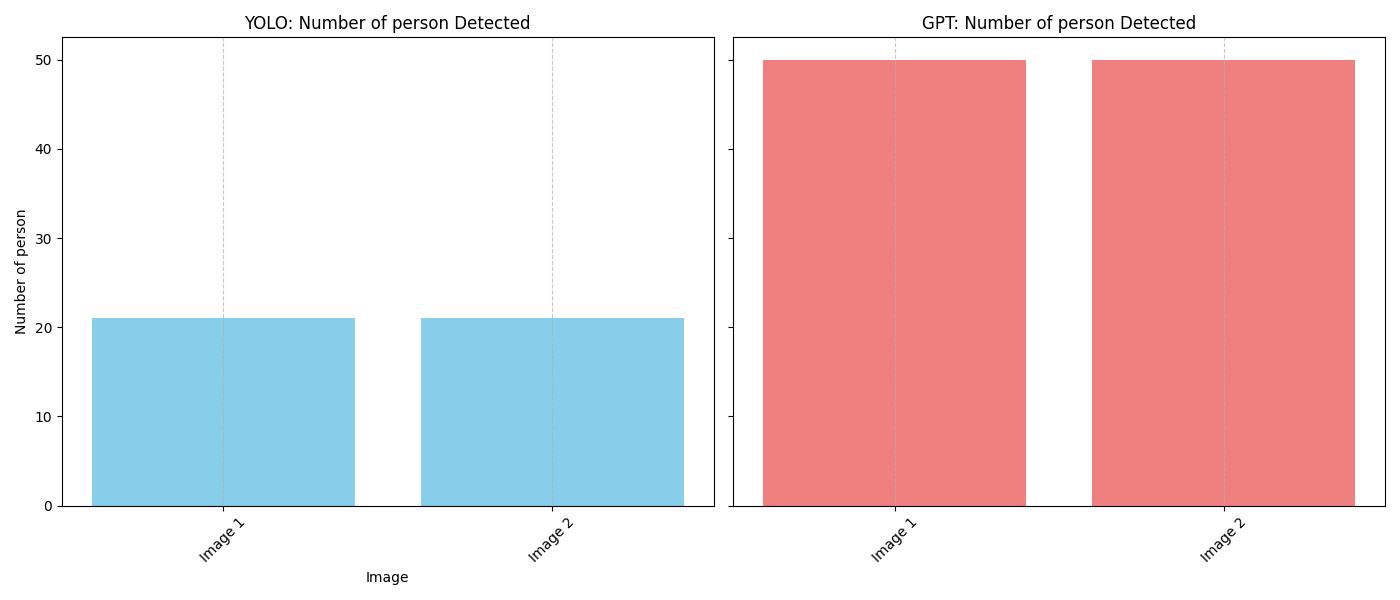 YOLO: Number of person Detected
Number of person
50
40
30
20
10
0
Image 1
Image 2
Image
GPT: Number of person Detected
Image 1
Image 2